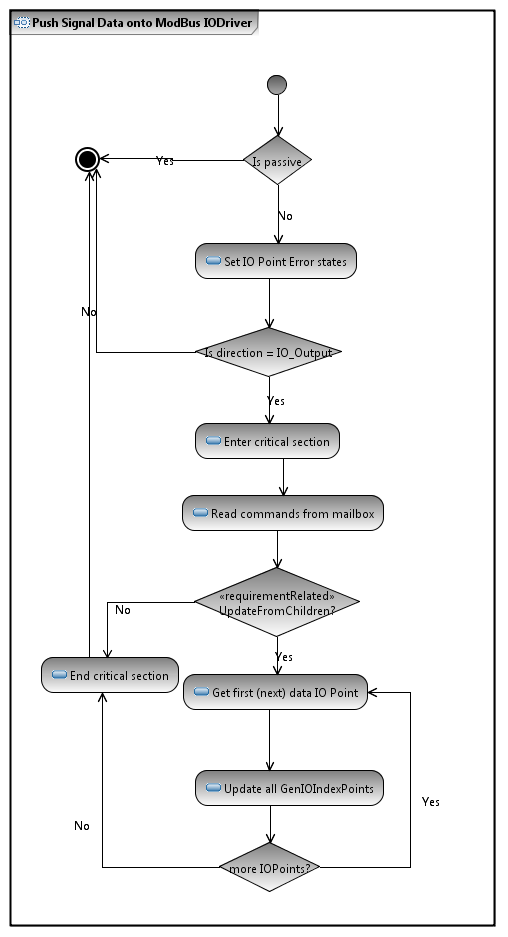 Push Signal Data onto ModBus IODriver
Yes
Is passive
No
Set IO Point Error states
No
Is direction = IO_Output
Yes
Enter critical section
Read commands from mailbox
«requirementRelated»
UpdateFromChildren?
No
Yes
End critical section
Get first (next) data IO Point
Update all GenIOIndexPoints
Yes
No
more IOPoints?